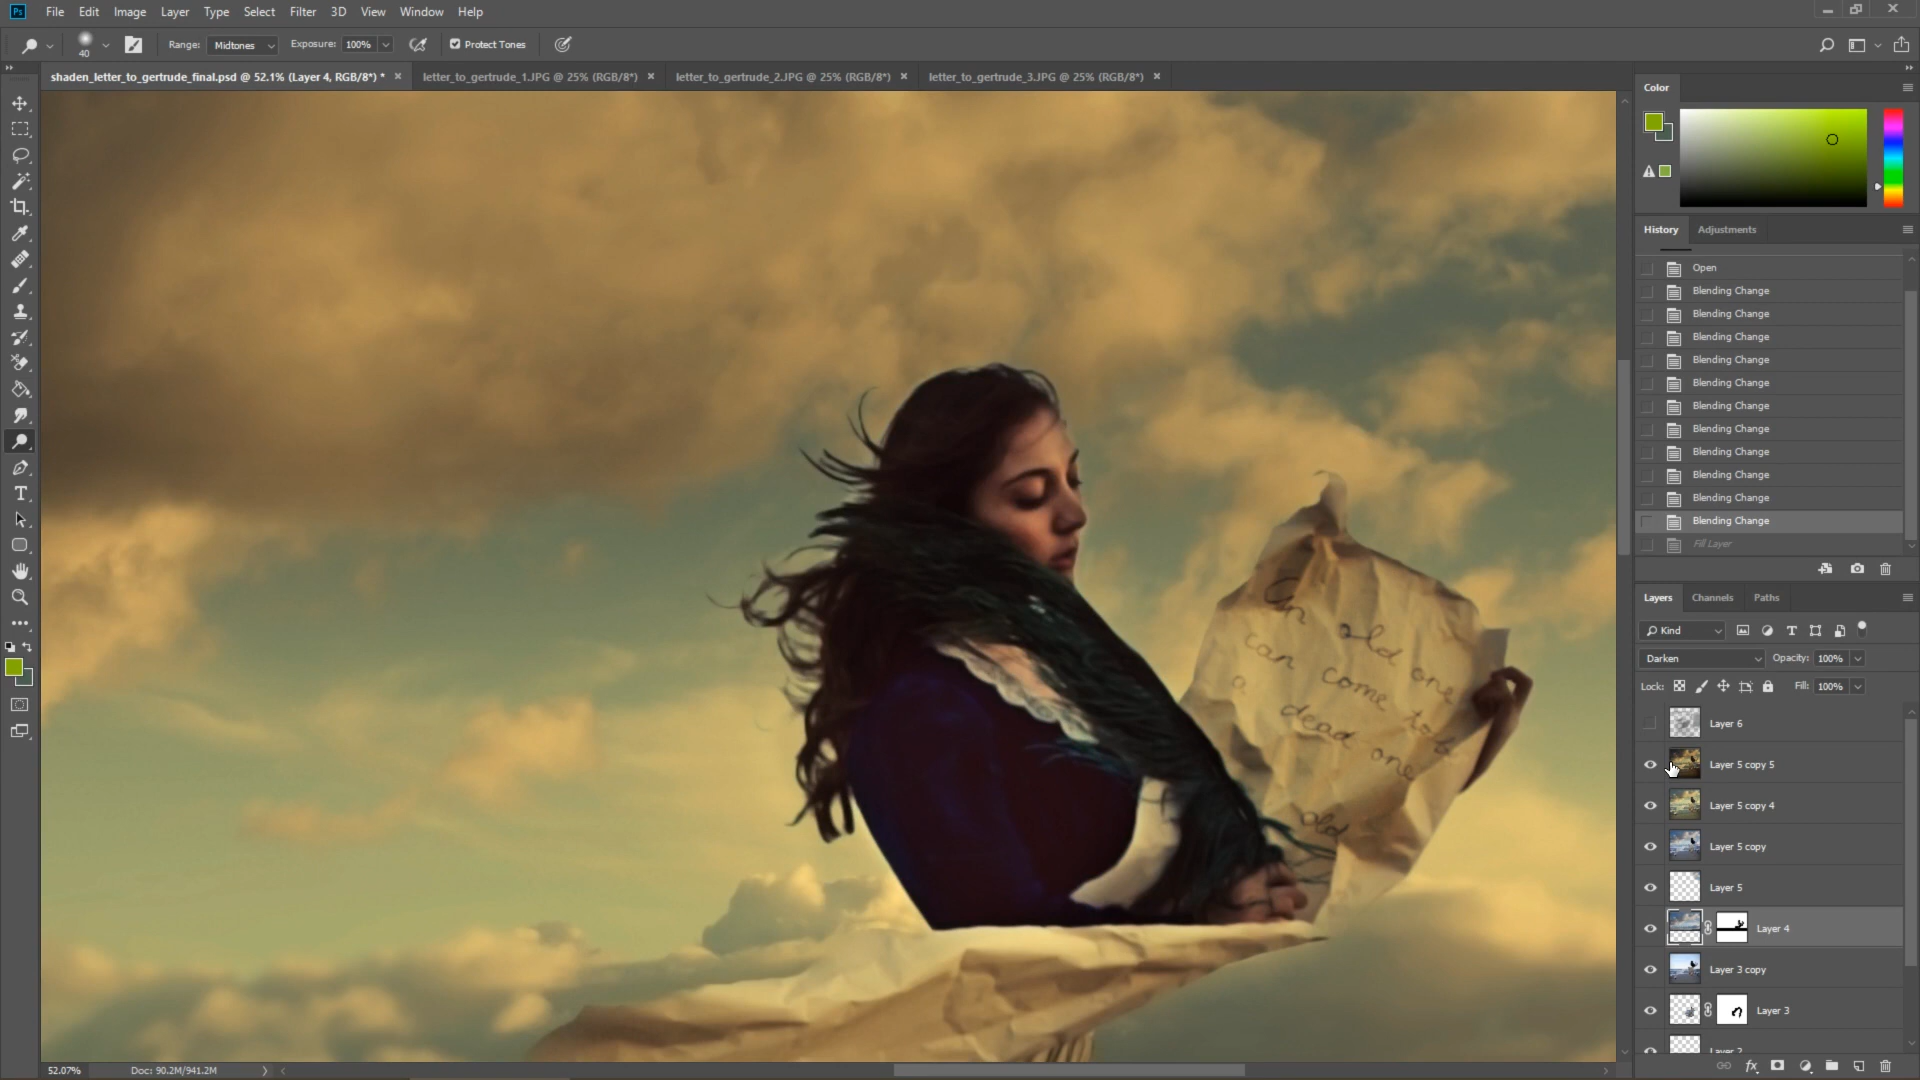 Ps File Edit Image Layer Type Select Filter 3D View Window Help
40 Range: Midtones Exposure: 100% Protect Tones
shaden_letter_to_gertrude_final.psd @ 52.1% (Layer 4, RGB/8*) * × letter_to_gertrude_1.JPG @ 25% (RGB/8*) × letter_to_gertrude_2.JPG @ 25% (RGB/8*) × letter_to_gertrude_3.JPG @ 25% (RGB/8*) ×
Color
History Adjustments
Open
Blending Change
Blending Change
Blending Change
Blending Change
Blending Change
Blending Change
Blending Change
Blending Change
Blending Change
Blending Change
Blending Change
Fill Layer
Layers Channels Paths
Kind
Darken Opacity: 100%
Lock: Fill: 100%
Layer 6
Layer 5 copy 5
Layer 5 copy 4
Layer 5 copy
Layer 5
Layer 4
Layer 3 copy
Layer 3
Layer 2
An old one
can come to b
a dead one
old
52.07% Doc: 90.2M/941.2M